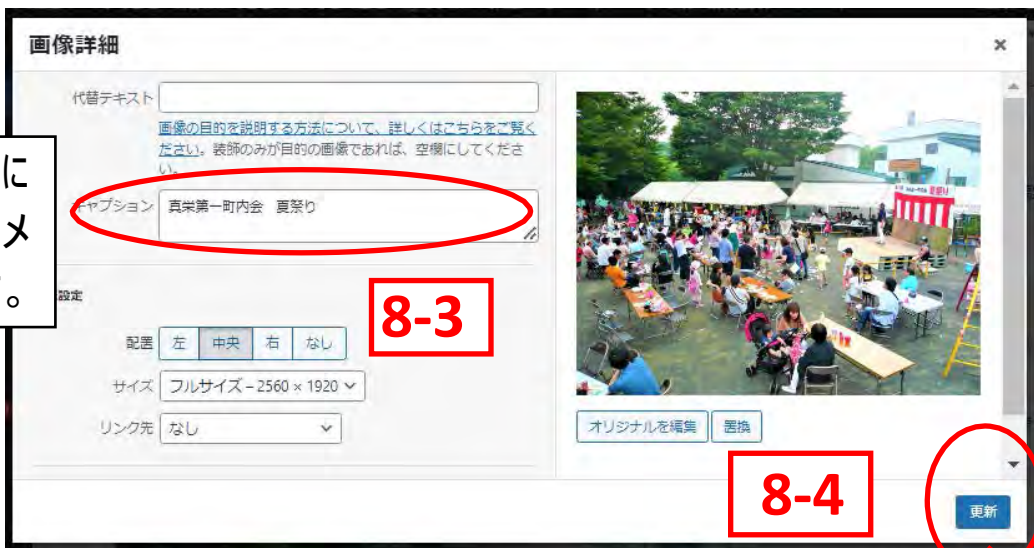 画像詳細
×
代替テキスト
画像の目的を説明する方法について、詳しくはこちらをご覧く
ださい。装飾のみが目的の画像であれば、空欄にしてくださ
い。
に
メ
。
キャプション
真栄第一町内会 夏祭り
設定
8-3
配置 左 中央 右 なし
サイズ フルサイズ – 2560 × 1920
リンク先 なし
オリジナルを編集 置換
8-4
更新